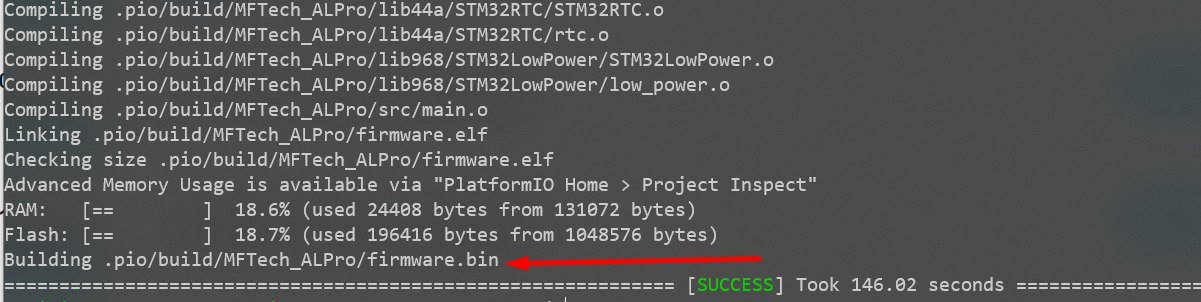 Compiling .pio/build/MFTech_ALPro/lib44a/STM32RTC/STM32RTC.o
Compiling .pio/build/MFTech_ALPro/lib44a/STM32RTC/rtc.o
Compiling .pio/build/MFTech_ALPro/lib968/STM32LowPower/STM32LowPower.o
Compiling .pio/build/MFTech_ALPro/lib968/STM32LowPower/low_power.o
Compiling .pio/build/MFTech_ALPro/src/main.o
Linking .pio/build/MFTech_ALPro/firmware.elf
Checking size .pio/build/MFTech_ALPro/firmware.elf
Advanced Memory Usage is available via "PlatformIO Home > Project Inspect"
RAM:   [==        ]  18.6% (used 24408 bytes from 131072 bytes)
Flash: [==        ]  18.7% (used 196416 bytes from 1048576 bytes)
Building .pio/build/MFTech_ALPro/firmware.bin
============================================================== [SUCCESS] Took 146.02 seconds =================